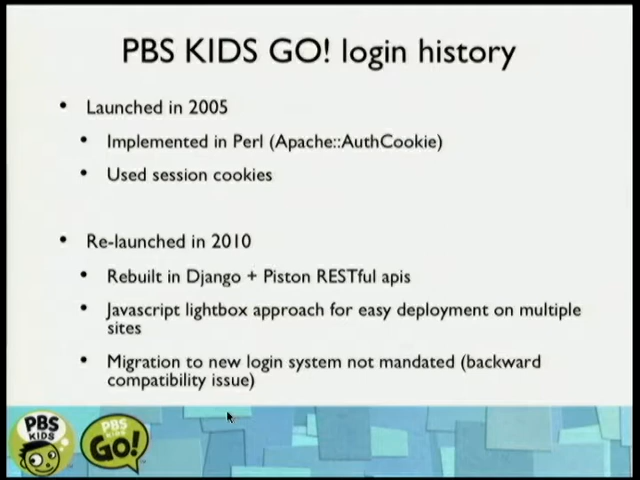 PBS KIDS GO! login history
• Launched in 2005
• Implemented in Perl (Apache::AuthCookie)
• Used session cookies
• Re-launched in 2010
• Rebuilt in Django + Piston RESTful apis
• Javascript lightbox approach for easy deployment on multiple
sites
• Migration to new login system not mandated (backward
compatibility issue)
PBS
KIDS
PBS
KIDS
GO!